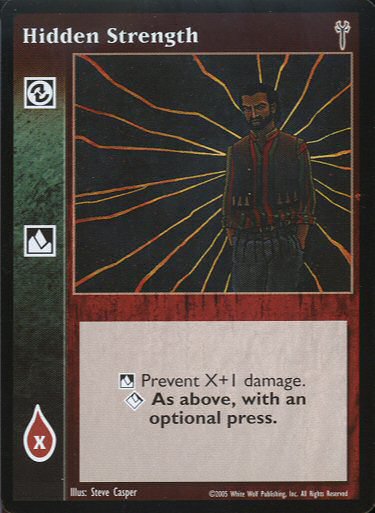 Hidden Strength
Prevent X+1 damage.
As above, with an
optional press.
X
Illus: Steve Casper
©2005 White Wolf Publishing, Inc. All Rights Reserved